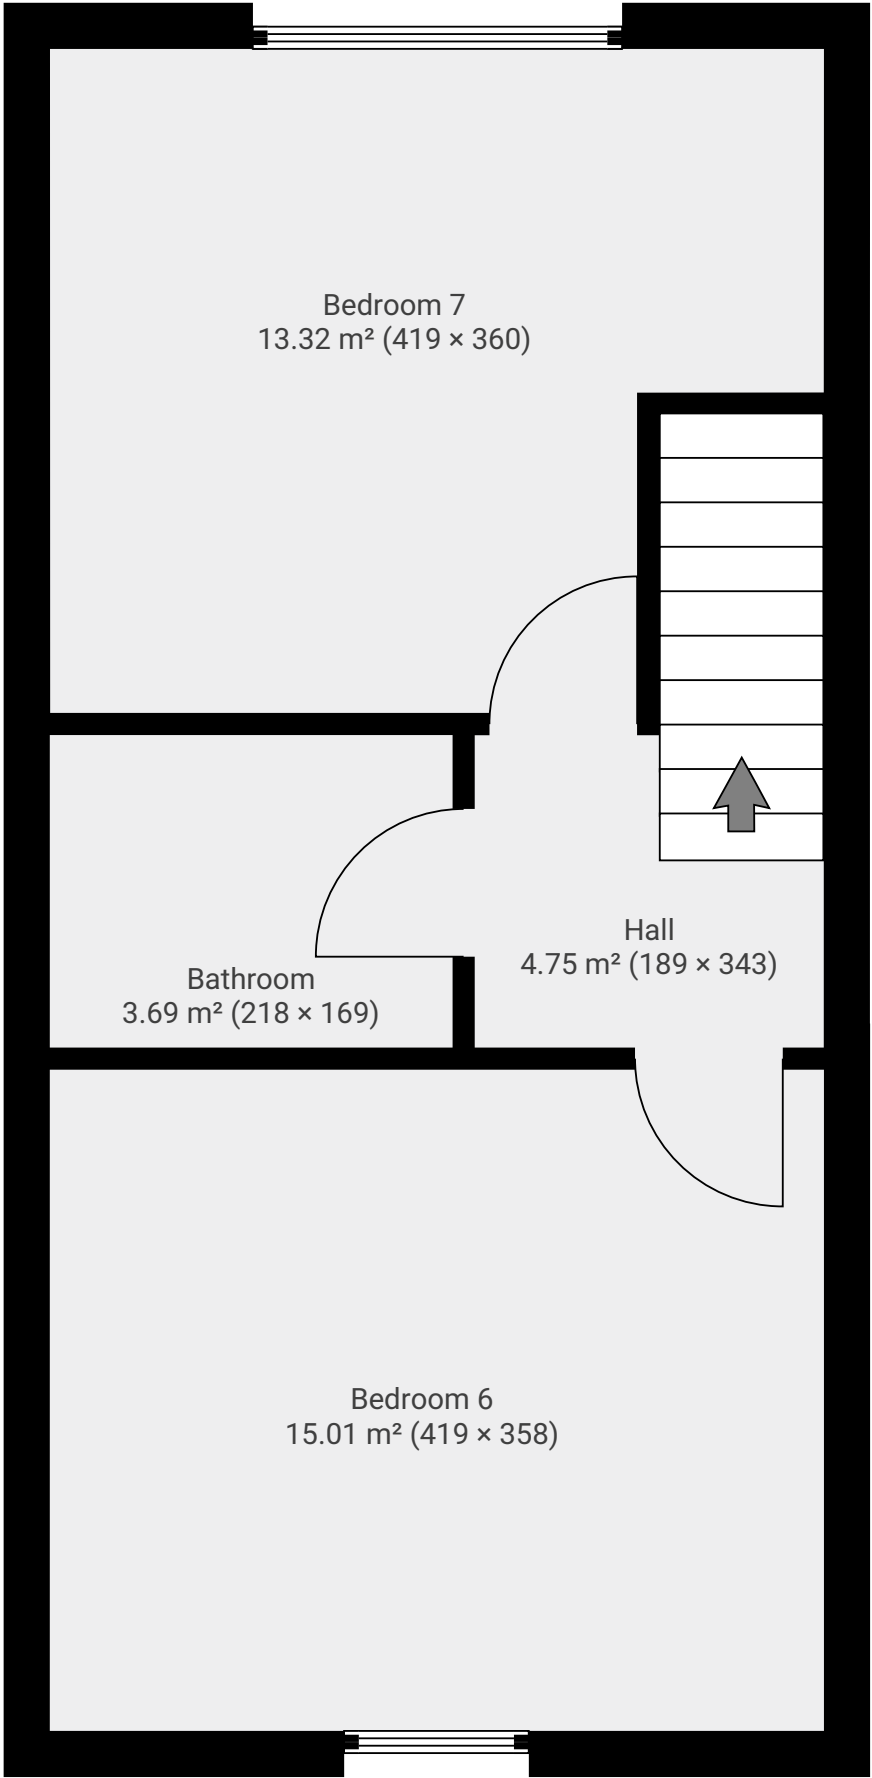 Bedroom 7
13.32 m² (419 × 360)
Hall
4.75 m² (189 × 343)
Bathroom
3.69 m² (218 × 169)
Bedroom 6
15.01 m² (419 × 358)